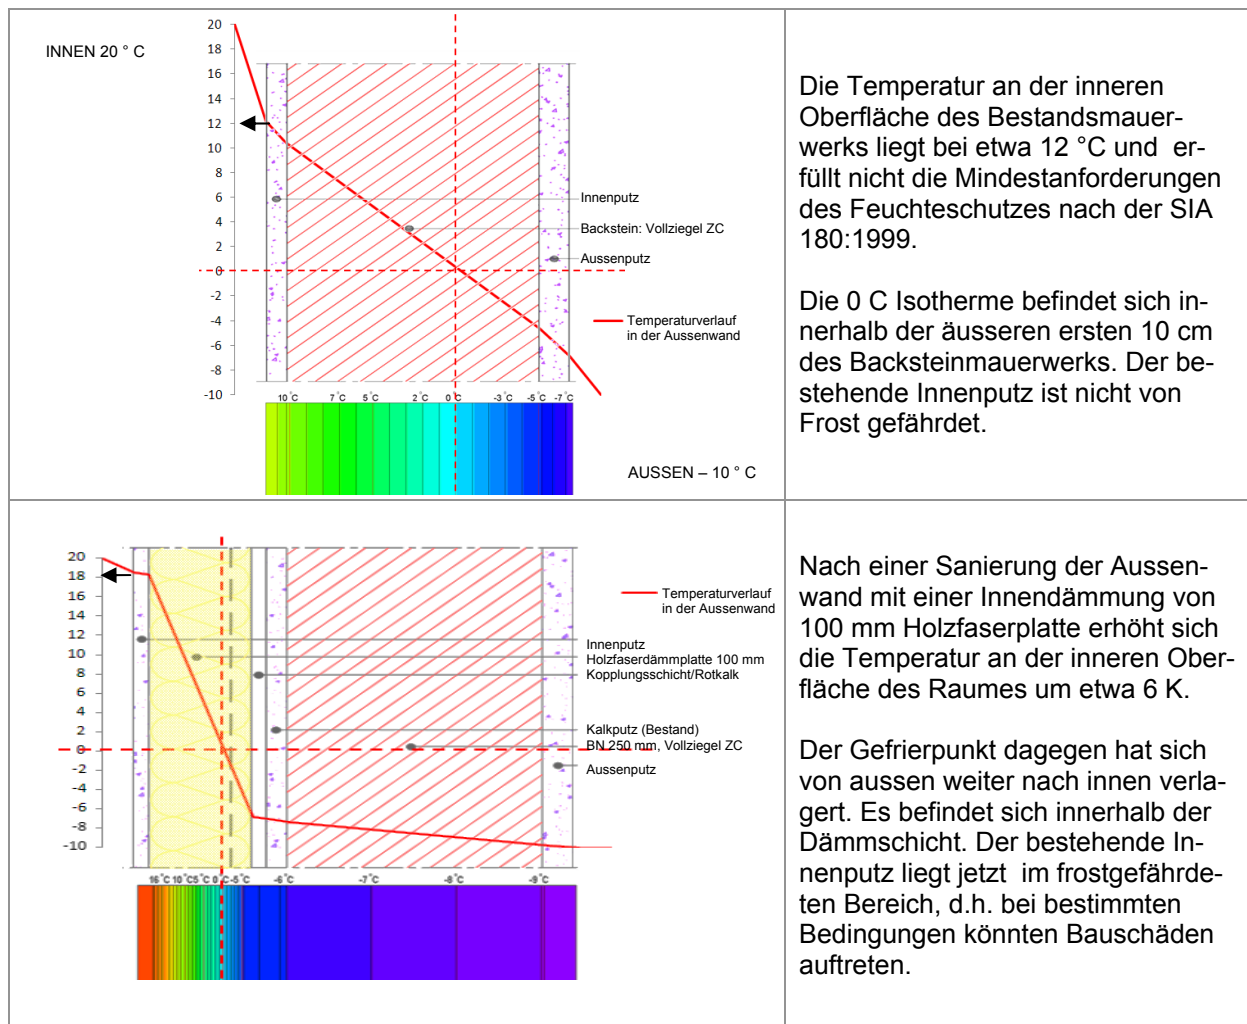 INNEN 20 ° C
20
18
16
14
12
10
8
6
4
2
0
-2
-4
-6
-8
-10
Innenputz
Backstein: Vollziegel ZC
Aussenputz
Temperaturverlauf
in der Aussenwand
10°C 7°C 5°C 2°C 0°C -3°C -5°C -7°C
AUSSEN – 10 ° C
Die Temperatur an der inneren
Oberfläche des Bestandsmauer-
werks liegt bei etwa 12 °C und er-
füllt nicht die Mindestanforderungen
des Feuchteschutzes nach der SIA
180:1999.
Die 0 C Isotherme befindet sich in-
nerhalb der äusseren ersten 10 cm
des Backsteinmauerwerks. Der be-
stehende Innenputz ist nicht von
Frost gefährdet.
20
18
16
14
12
10
8
6
4
2
0
-2
-4
-6
-8
-10
Temperaturverlauf
in der Aussenwand
Innenputz
Holzfaserdämmplatte 100 mm
Kopplungsschicht/Rotkalk
Kalkputz (Bestand)
BN 250 mm, Vollziegel ZC
Aussenputz
16°C 10°C 5°C 0°C -5°C -6°C -7°C -8°C -9°C
Nach einer Sanierung der Aussen-
wand mit einer Innendämmung von
100 mm Holzfaserplatte erhöht sich
die Temperatur an der inneren Ober-
fläche des Raumes um etwa 6 K.
Der Gefrierpunkt dagegen hat sich
von aussen weiter nach innen verla-
gert. Es befindet sich innerhalb der
Dämmschicht. Der bestehende In-
nenputz liegt jetzt im frostgefährde-
ten Bereich, d.h. bei bestimmten
Bedingungen könnten Bauschäden
auftreten.